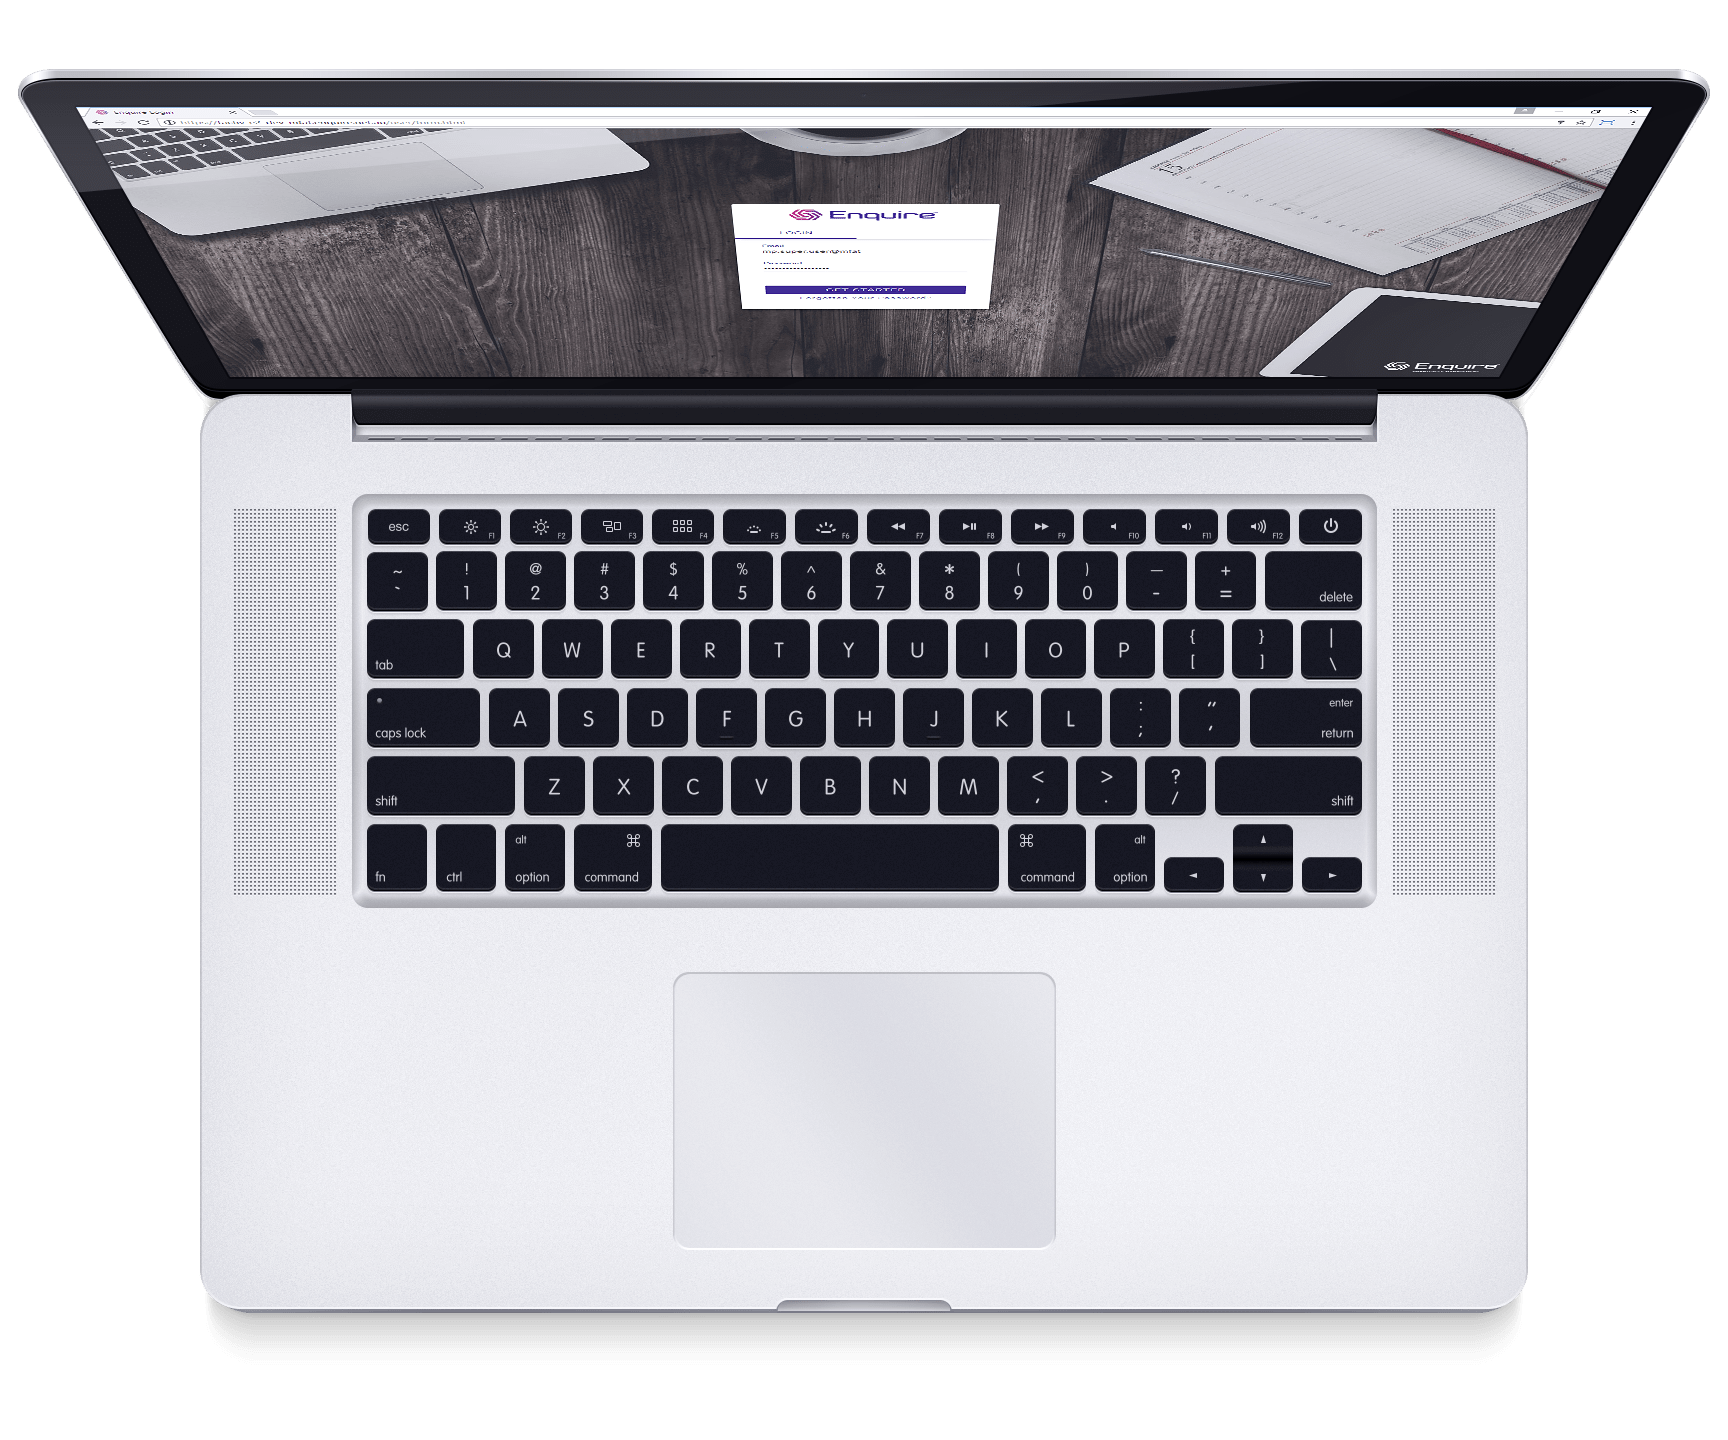 Enquire Login
Enquire
LOGIN
Email
Password
GET STARTED
Forgotten Your Password?
15
Enquire
esc
F1 F2 F3 F4 F5 F6 F7 F8 F9 F10 F11 F12
~ ! @ # $ % ^ & * ( ) — +
` 1 2 3 4 5 6 7 8 9 0 - =
delete
tab Q W E R T Y U I O P { [ } ] | \
caps lock A S D F G H J K L : ; “ ‘ enter return
shift Z X C V B N M < , > . ? / shift
fn ctrl alt option ⌘ command ⌘ command alt option